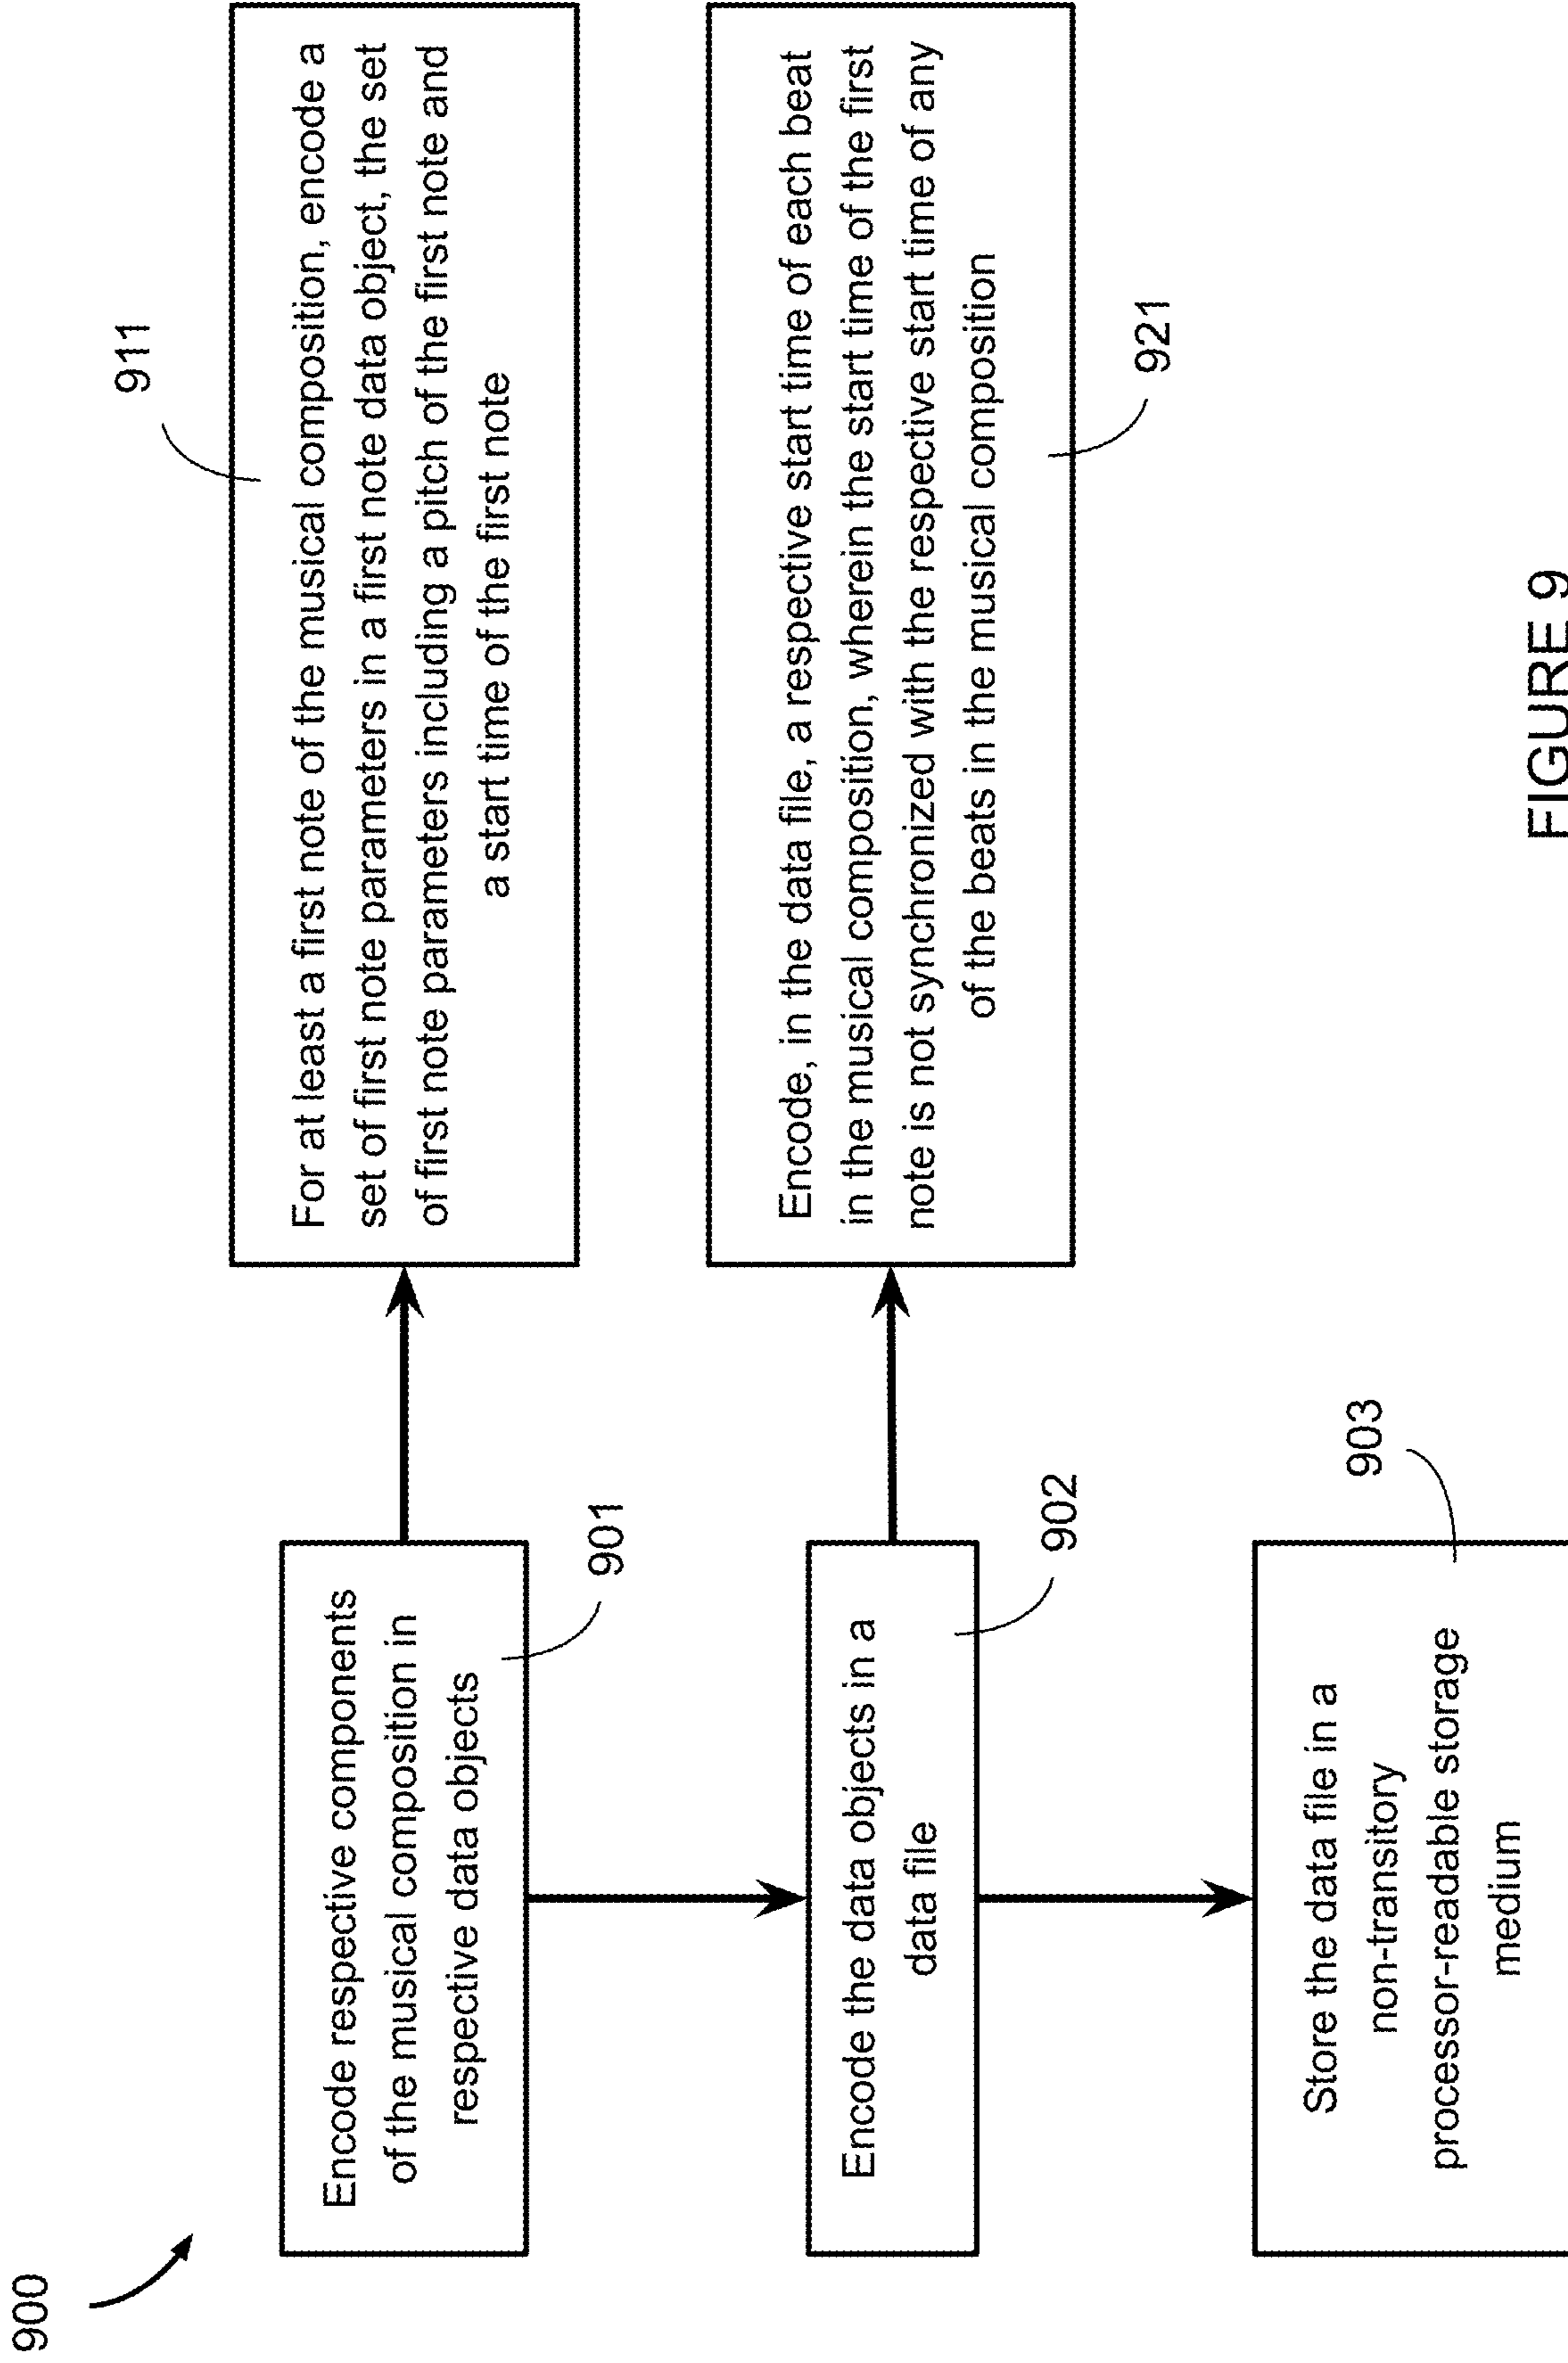 900
Encode respective components
of the musical composition in
respective data objects
901
For at least a first note of the musical composition, encode a
set of first note parameters in a first note data object, the set
of first note parameters including a pitch of the first note and
a start time of the first note
911
Encode the data objects in a
data file
902
Encode, in the data file, a respective start time of each beat
in the musical composition, wherein the start time of the first
note is not synchronized with the respective start time of any
of the beats in the musical composition
921
Store the data file in a
non-transitory
processor-readable storage
medium
903
FIGURE 9